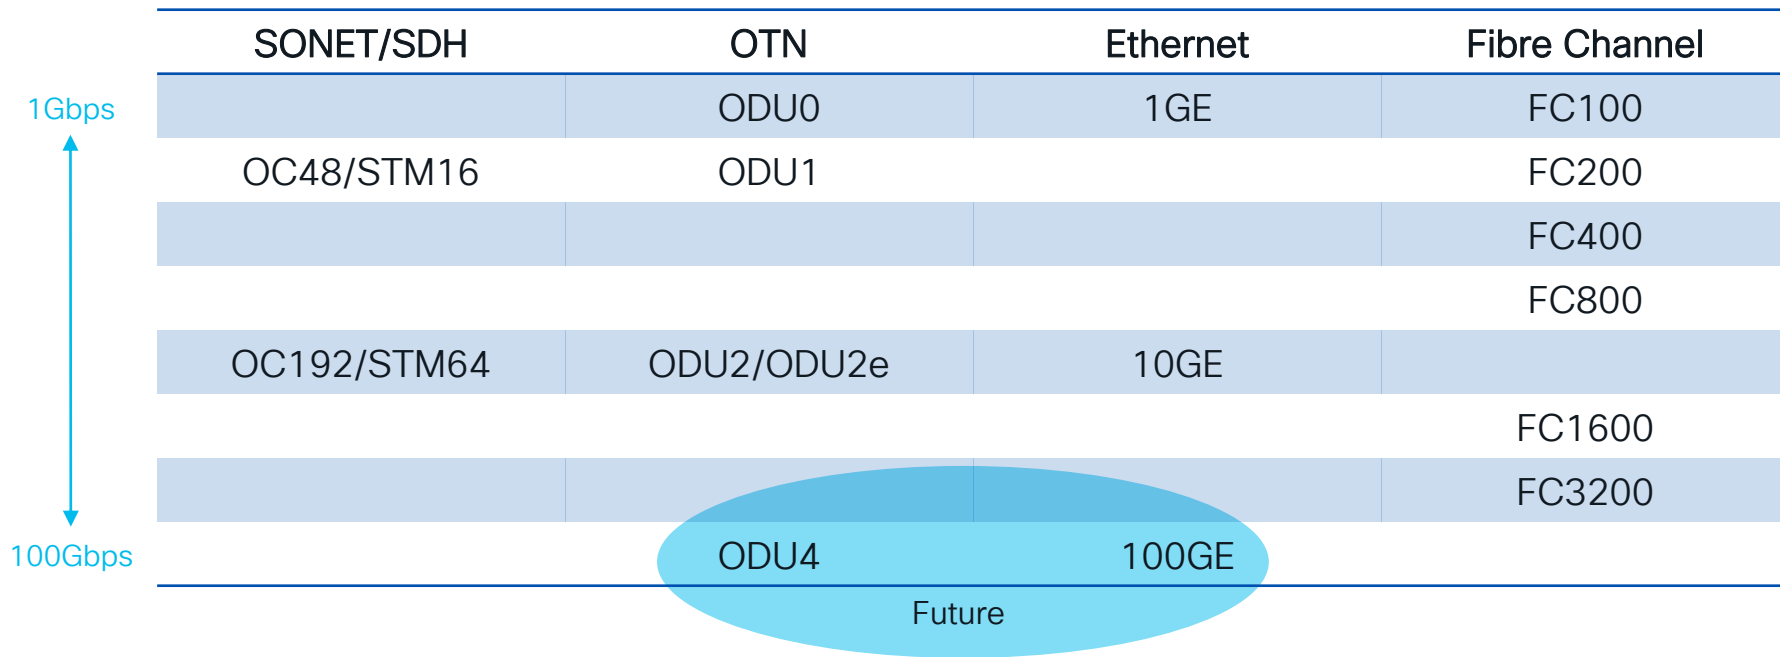 SONET/SDH OTN Ethernet Fibre Channel
1Gbps ODU0 1GE FC100
OC48/STM16 ODU1 FC200
FC400
FC800
OC192/STM64 ODU2/ODU2e 10GE
FC1600
FC3200
100Gbps ODU4 100GE
Future